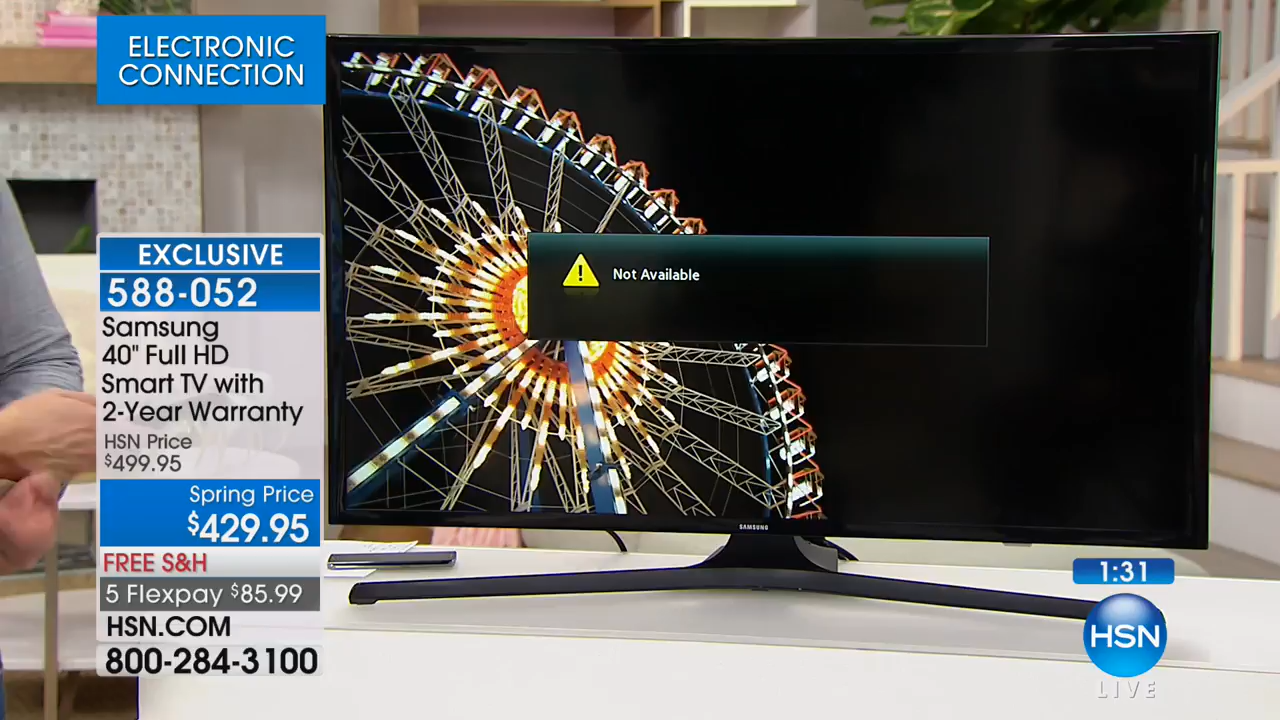 ELECTRONIC
CONNECTION
EXCLUSIVE
588-052
Samsung
40" Full HD
Smart TV with
2-Year Warranty
HSN Price
$499.95
Spring Price
$429.95
FREE S&H
5 Flexpay $85.99
HSN.COM
800-284-3100
Not Available
SAMSUNG
1:31
HSN
LIVE